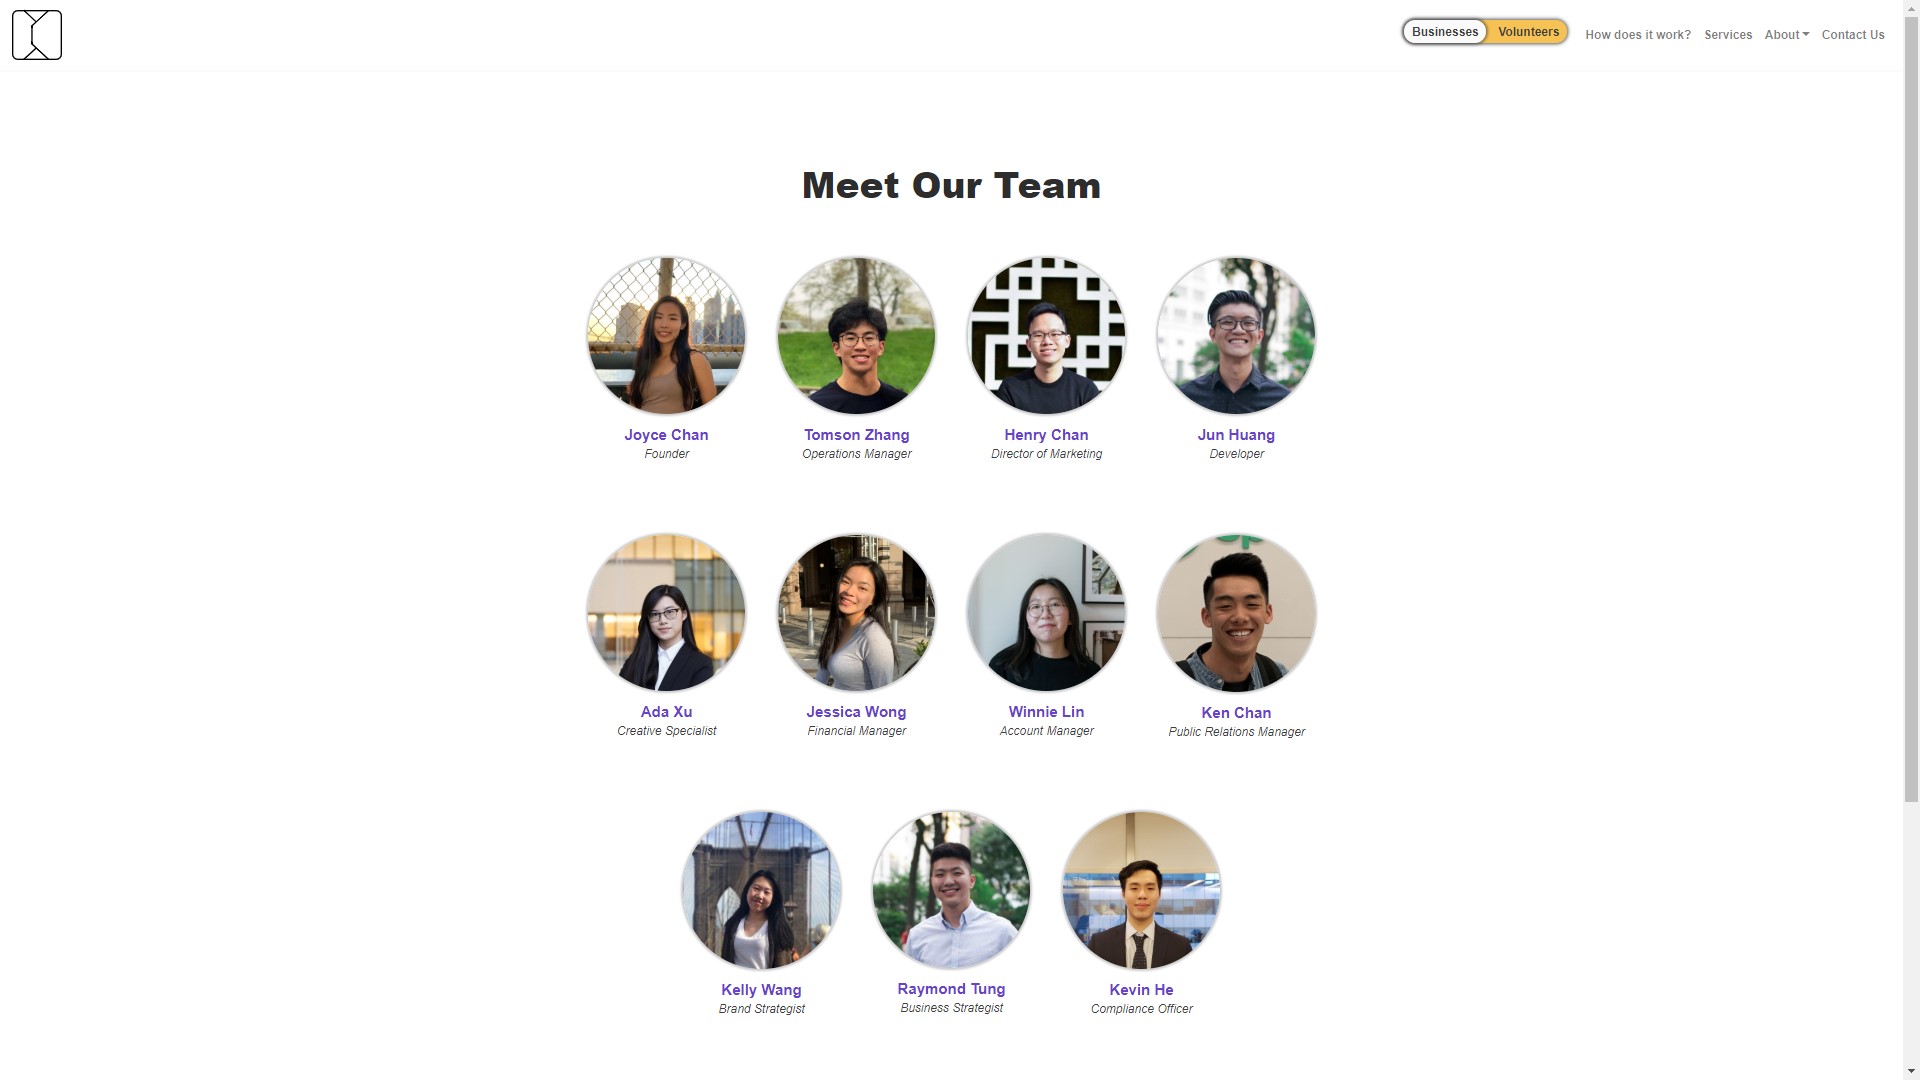 Businesses Volunteers How does it work? Services About Contact Us
Meet Our Team
Joyce Chan
Founder
Tomson Zhang
Operations Manager
Henry Chan
Director of Marketing
Jun Huang
Developer
Ada Xu
Creative Specialist
Jessica Wong
Financial Manager
Winnie Lin
Account Manager
Ken Chan
Public Relations Manager
Kelly Wang
Brand Strategist
Raymond Tung
Business Strategist
Kevin He
Compliance Officer